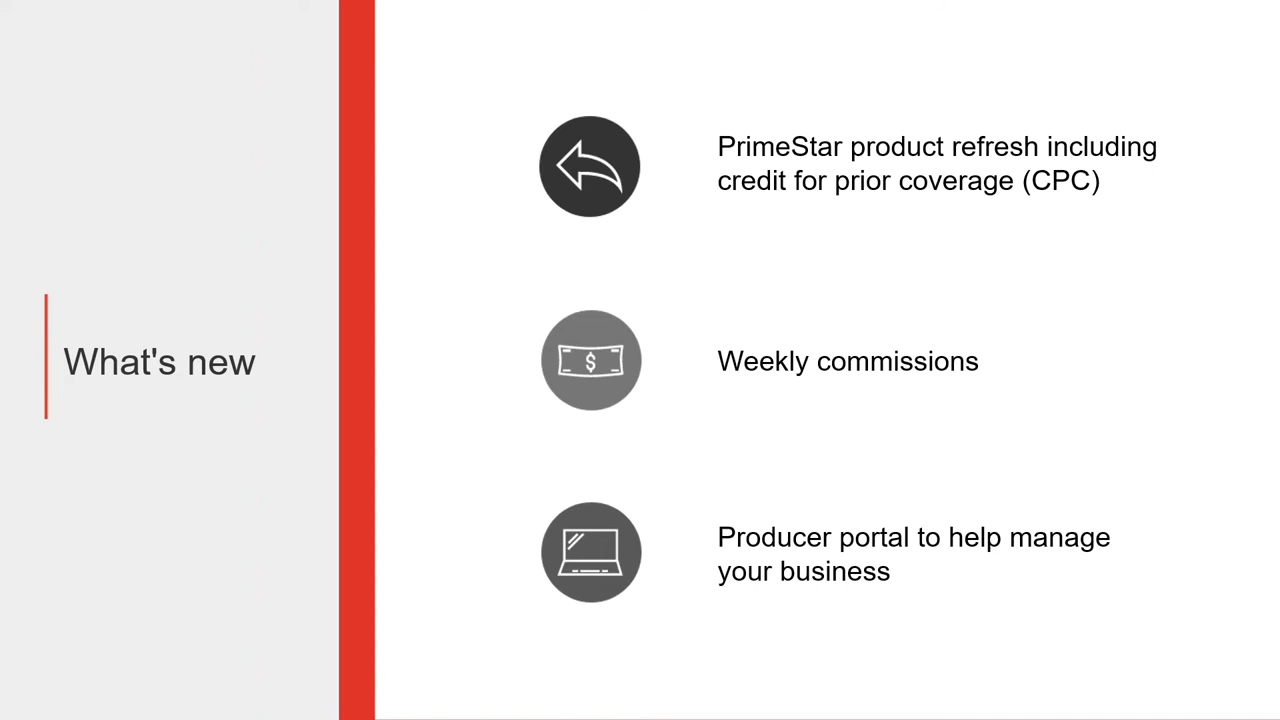 What's new
PrimeStar product refresh including
credit for prior coverage (CPC)
$
Weekly commissions
Producer portal to help manage
your business